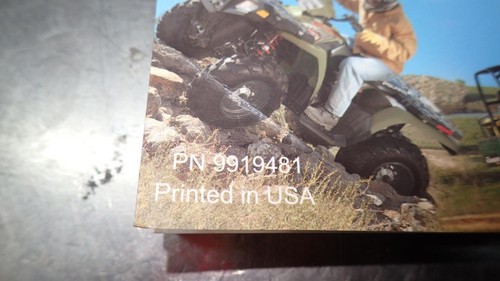 PN 9919481
Printed in USA